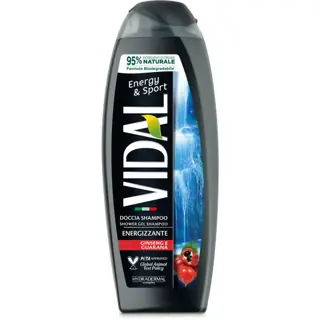 95% INGREDIENTI DI ORIGINE
NATURALE
Formula Biodegradabile
Energy
& Sport
VIDAL
DOCCIA SHAMPOO
SHOWER GEL SHAMPOO
ENERGIZZANTE
GINSENG E
GUARANÀ
PETA APPROVED
Global Animal
Test Policy
HYDRADERMAL